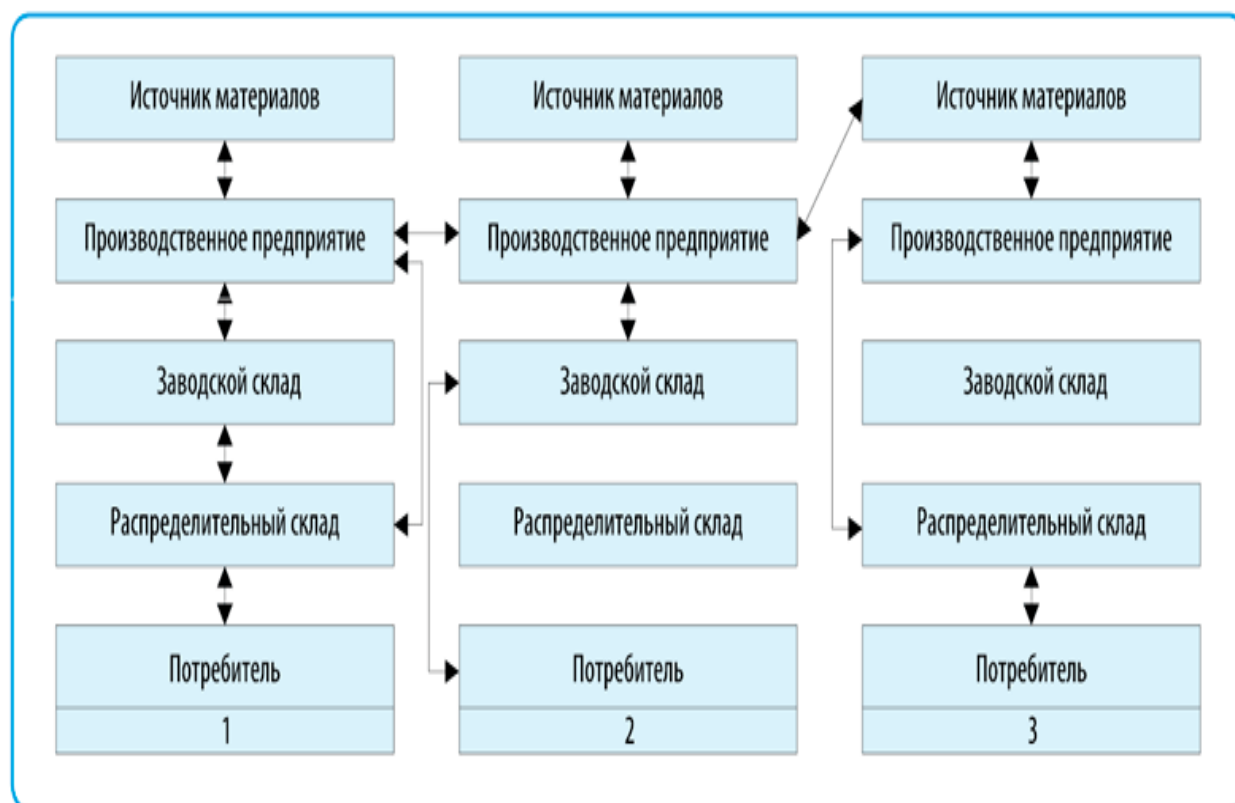 Источник материалов
Источник материалов
Источник материалов
Производственное предприятие
Производственное предприятие
Производственное предприятие
Заводской склад
Заводской склад
Заводской склад
Распределительный склад
Распределительный склад
Распределительный склад
Потребитель
Потребитель
Потребитель
1
2
3